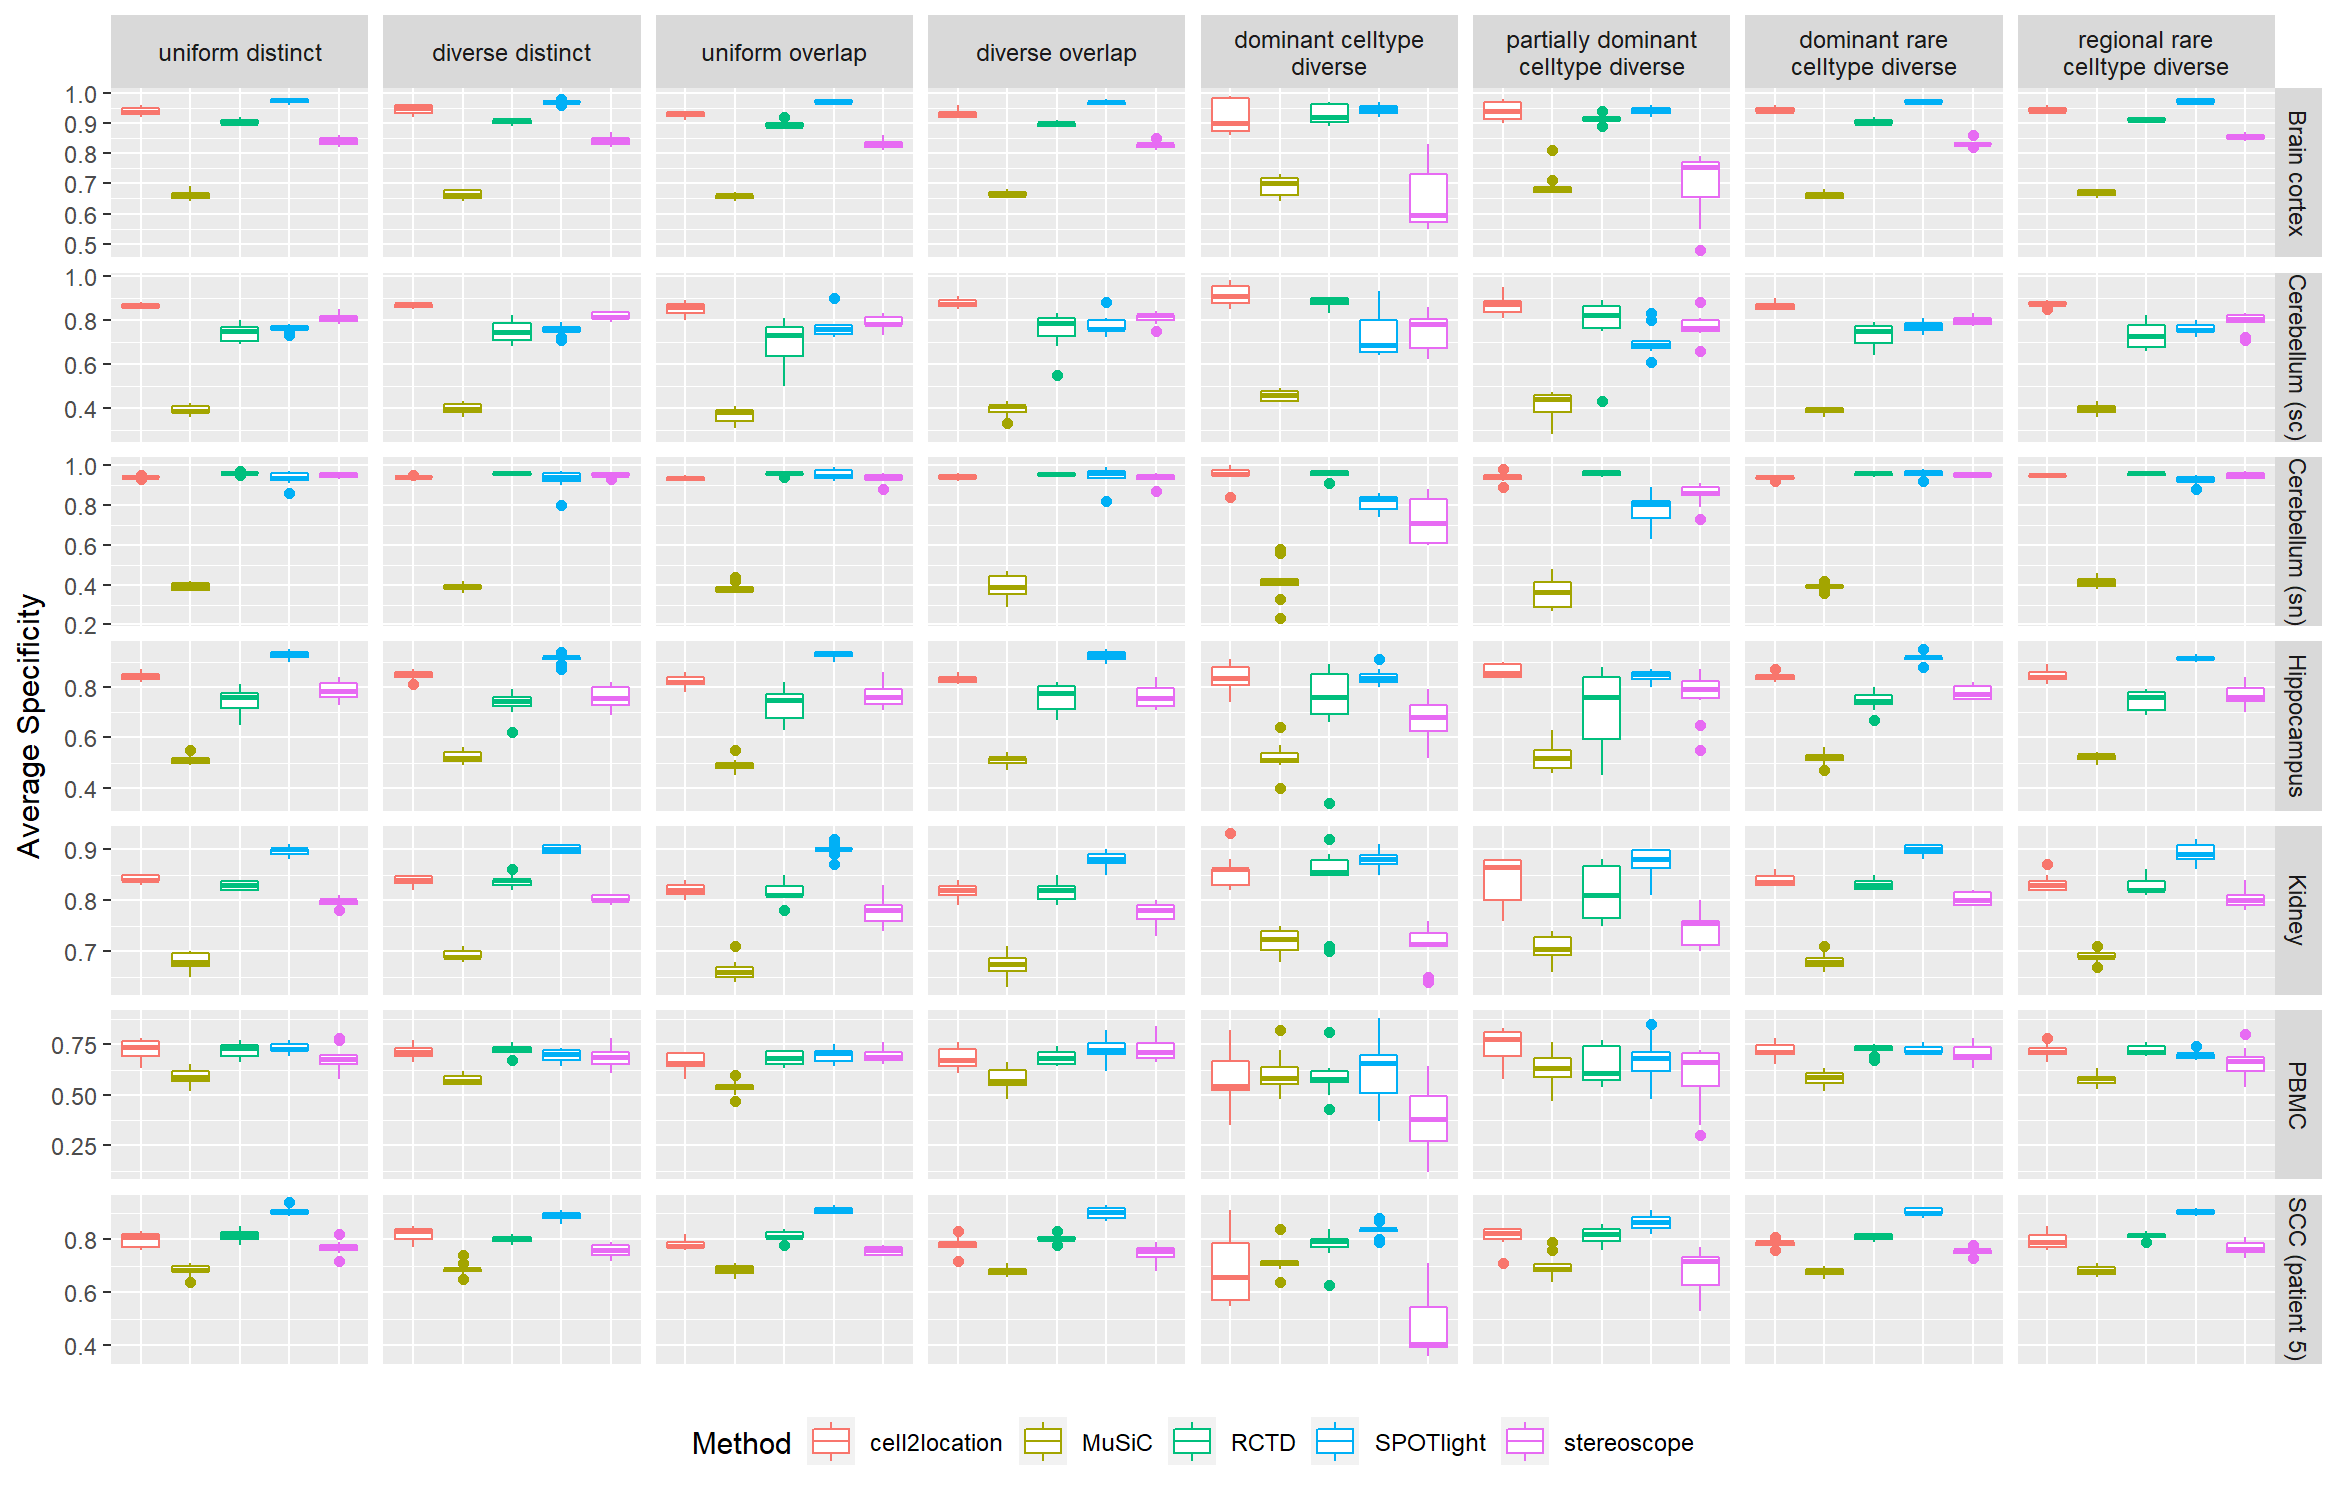 uniform distinct
diverse distinct
uniform overlap
diverse overlap
dominant celltype
diverse
partially dominant
celltype diverse
dominant rare
celltype diverse
regional rare
celltype diverse
Average Specificity
1.0
0.9
0.8
0.7
0.6
0.5
Brain cortex
1.0
0.8
0.6
0.4
Cerebellum (sc)
1.0
0.8
0.6
0.4
0.2
Cerebellum (sn)
0.8
0.6
0.4
Hippocampus
0.9
0.8
0.7
Kidney
0.75
0.50
0.25
PBMC
0.8
0.6
0.4
SCC (patient 5)
Method cell2location MuSiC RCTD SPOTlight stereoscope